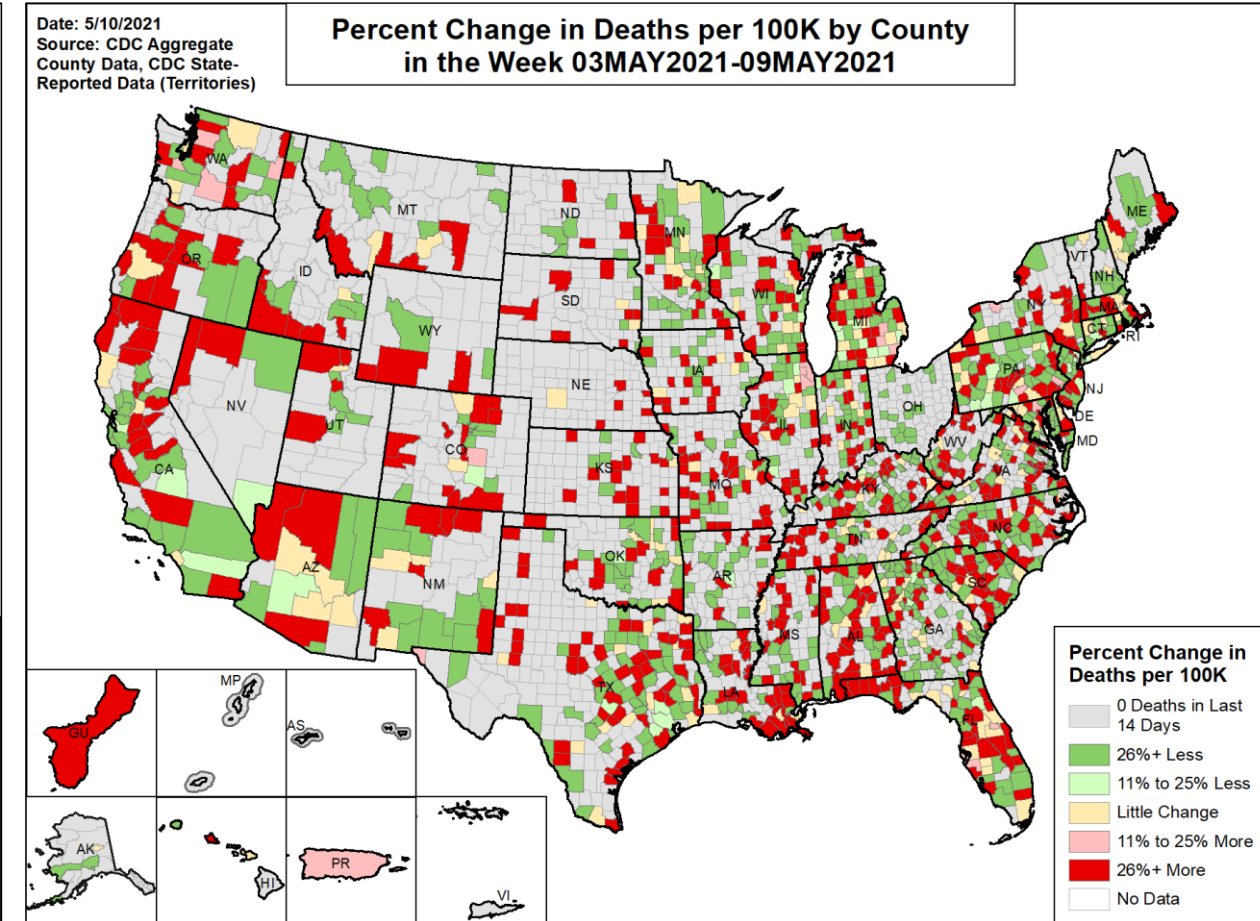 Date: 5/10/2021
Source: CDC Aggregate
County Data, CDC State-
Reported Data (Territories)
Percent Change in Deaths per 100K by County
in the Week 03MAY2021-09MAY2021
WA
MT
ND
MN
ME
VT
NH
OR
ID
SD
WI
MI
NY
MA
CT
RI
WY
IA
PA
NJ
NE
NV
UT
CO
IL
IN
OH
DE
MD
WV
CA
KS
MO
KY
VA
NC
TN
AZ
NM
OK
AR
SC
MS
AL
GA
TX
LA
FL
GU
MP
AS
AK
HI
PR
VI
Percent Change in
Deaths per 100K
0 Deaths in Last
14 Days
26%+ Less
11% to 25% Less
Little Change
11% to 25% More
26%+ More
No Data